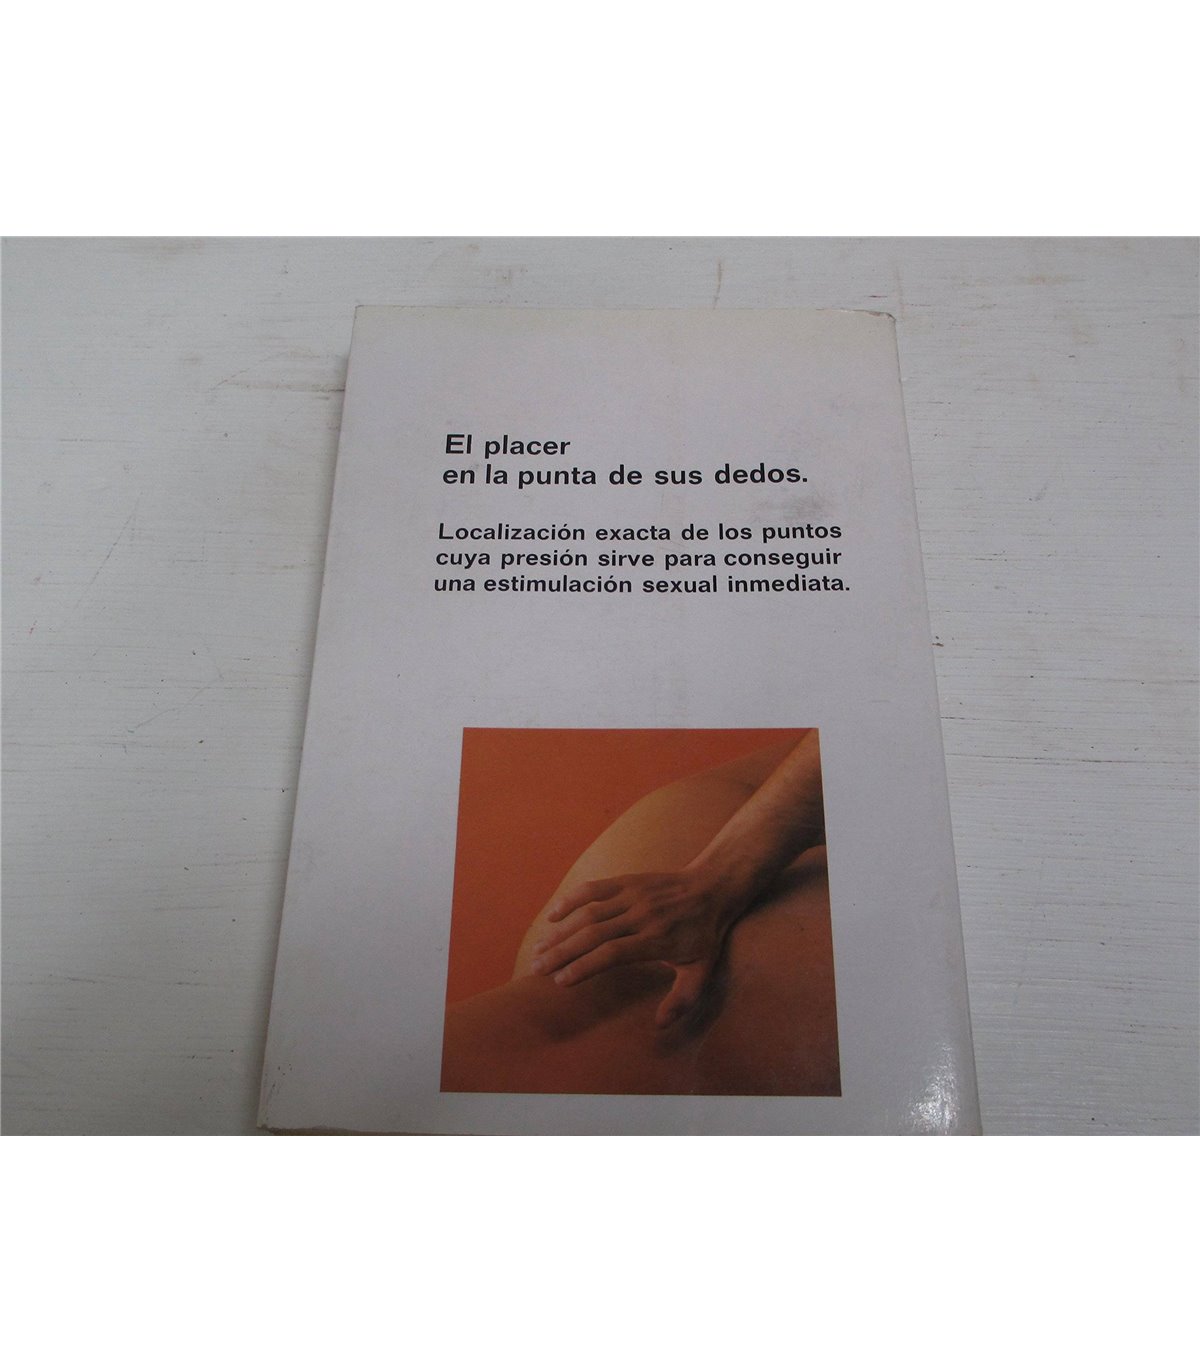 El placer
en la punta de sus dedos.
Localización exacta de los puntos
cuya presión sirve para conseguir
una estimulación sexual inmediata.